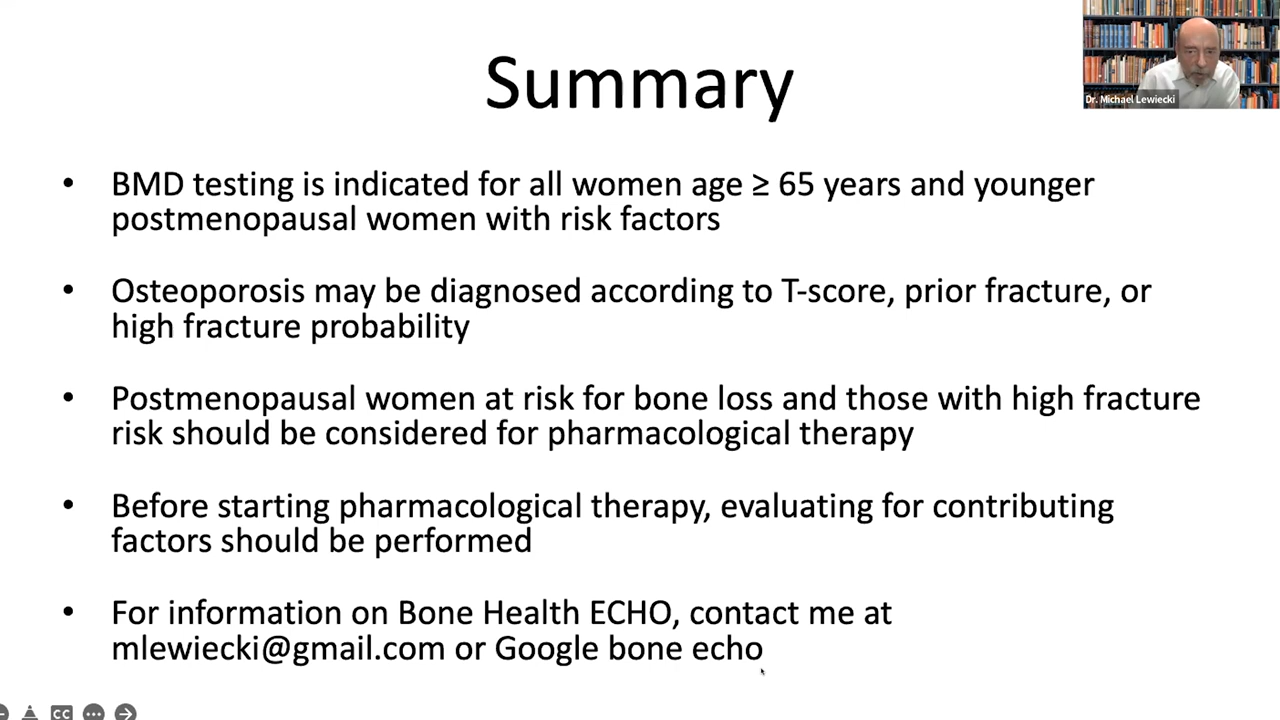 Summary
Dr. Michael Lewiecki
• BMD testing is indicated for all women age ≥ 65 years and younger
postmenopausal women with risk factors
• Osteoporosis may be diagnosed according to T-score, prior fracture, or
high fracture probability
• Postmenopausal women at risk for bone loss and those with high fracture
risk should be considered for pharmacological therapy
• Before starting pharmacological therapy, evaluating for contributing
factors should be performed
• For information on Bone Health ECHO, contact me at
mlewiecki@gmail.com or Google bone echo
CC